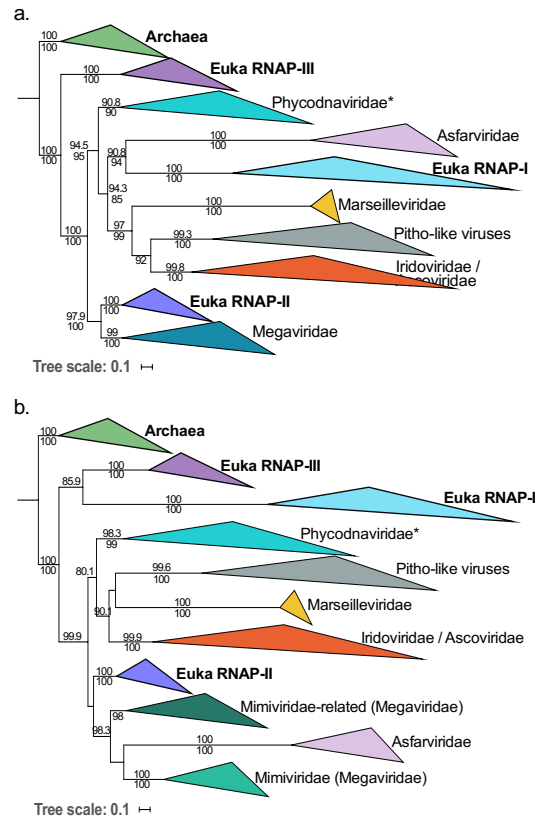 a.
Archaea
100
100
100
100
Euka RNAP-III
90.8
90
Phycodnaviridae*
94.5
95
Asfarviridae
90.8
94
100
100
100
100
Euka RNAP-I
94.3
85
100
100
Marseilleviridae
97
99
99.3
100
Pitho-like viruses
92
99.8
100
Iridoviridae /
100
100
100
100
Euka RNAP-II
97.9
100
100
100
99
100
Megaviridae
Tree scale: 0.1
b.
100
100
Archaea
85.9
100
100
Euka RNAP-III
100
100
Euka RNAP-I
98.3
99
Phycodnaviridae*
100
100
80.1
99.6
100
Pitho-like viruses
100
100
Marseilleviridae
90.1
99.9
100
Iridoviridae / Ascoviridae
99.9
Euka RNAP-II
100
100
98
Mimiviridae-related (Megaviridae)
98.3
100
100
Asfarviridae
100
100
Mimiviridae (Megaviridae)
Tree scale: 0.1